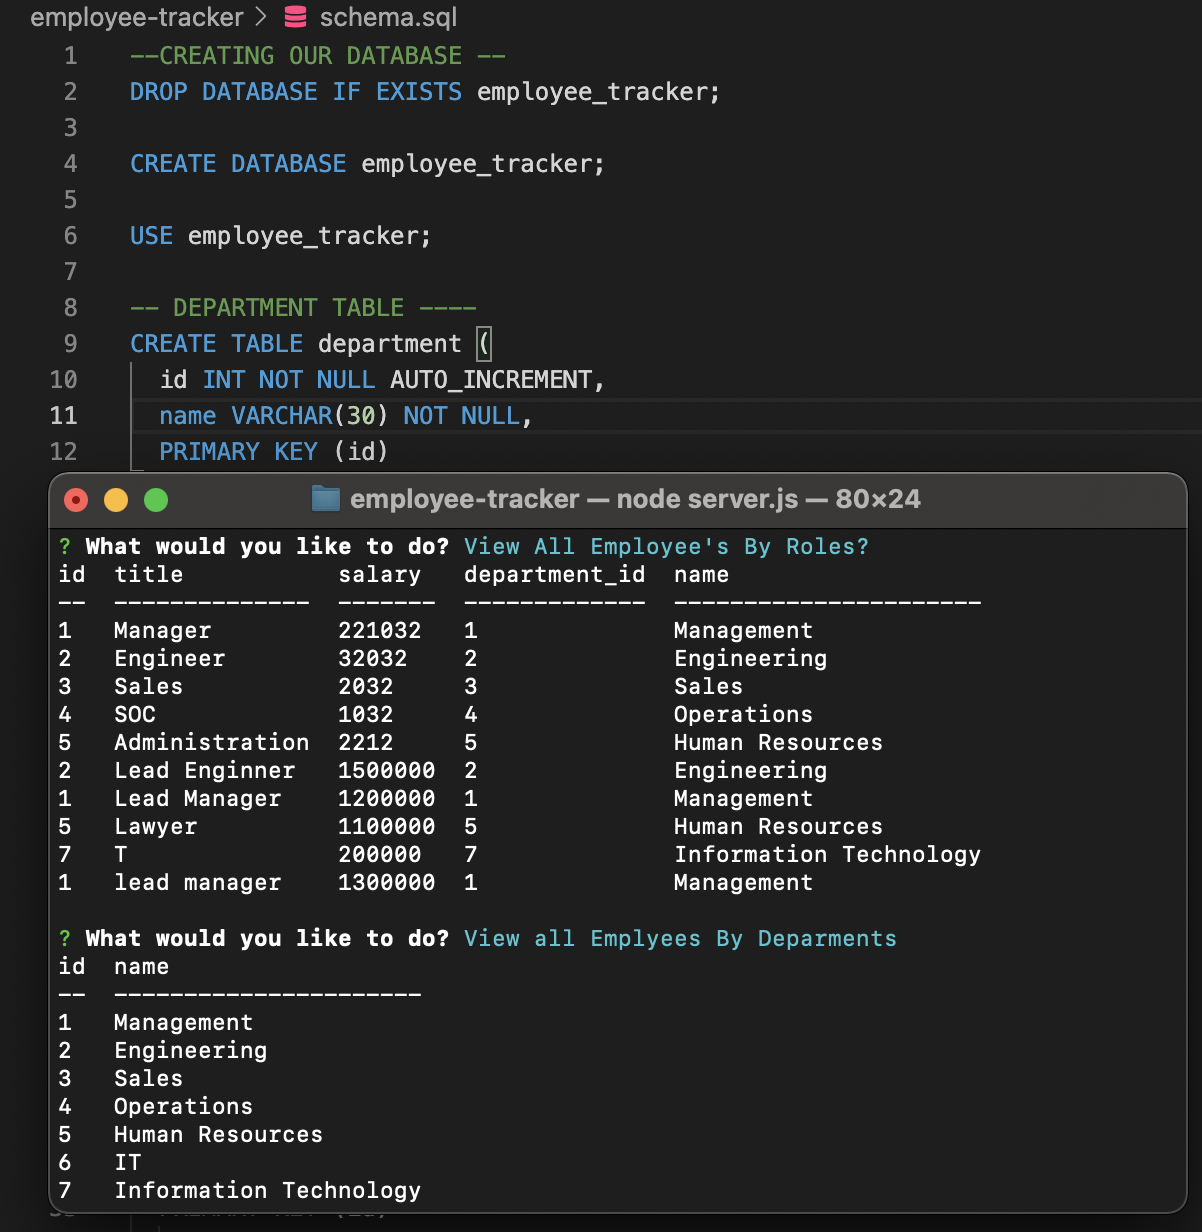 employee-tracker > schema.sql
1 --CREATING OUR DATABASE --
2 DROP DATABASE IF EXISTS employee_tracker;
3
4 CREATE DATABASE employee_tracker;
5
6 USE employee_tracker;
7
8 -- DEPARTMENT TABLE ----
9 CREATE TABLE department (
10 id INT NOT NULL AUTO_INCREMENT,
11 name VARCHAR(30) NOT NULL,
12 PRIMARY KEY (id)
employee-tracker — node server.js — 80×24
? What would you like to do? View All Employee's By Roles?
id title salary department_id name
-- -------------- ------- ------------- ----------------------
1 Manager 221032 1 Management
2 Engineer 32032 2 Engineering
3 Sales 2032 3 Sales
4 SOC 1032 4 Operations
5 Administration 2212 5 Human Resources
2 Lead Enginner 1500000 2 Engineering
1 Lead Manager 1200000 1 Management
5 Lawyer 1100000 5 Human Resources
7 T 200000 7 Information Technology
1 lead manager 1300000 1 Management
? What would you like to do? View all Emplyees By Deparments
id name
-- ----------------------
1 Management
2 Engineering
3 Sales
4 Operations
5 Human Resources
6 IT
7 Information Technology